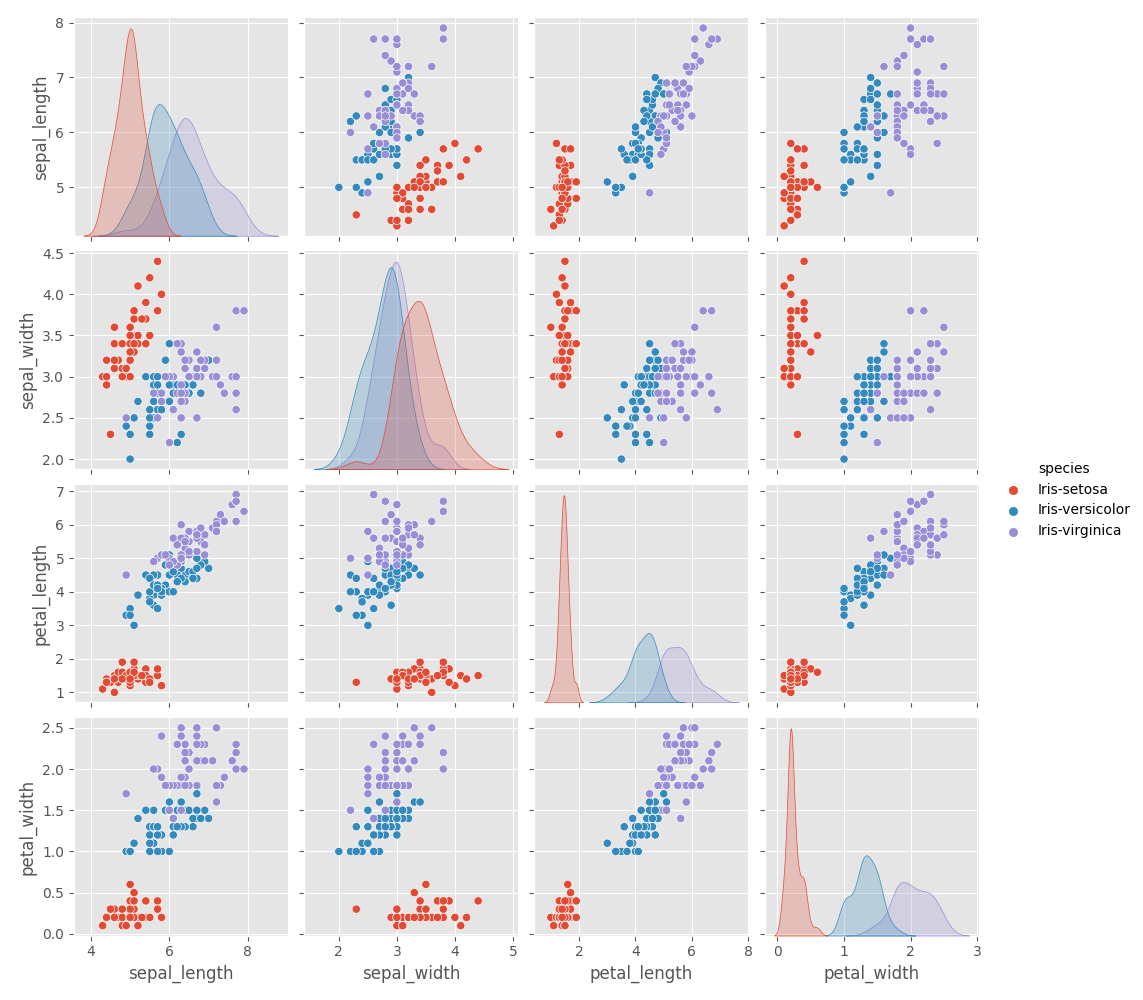 8
7
6
5
sepal_length
4.5
4.0
3.5
3.0
2.5
2.0
sepal_width
species
Iris-setosa
Iris-versicolor
Iris-virginica
7
6
5
4
3
2
1
petal_length
2.5
2.0
1.5
1.0
0.5
0.0
petal_width
4 6 8 2 3 4 5 2 4 6 8 0 1 2 3
sepal_length sepal_width petal_length petal_width